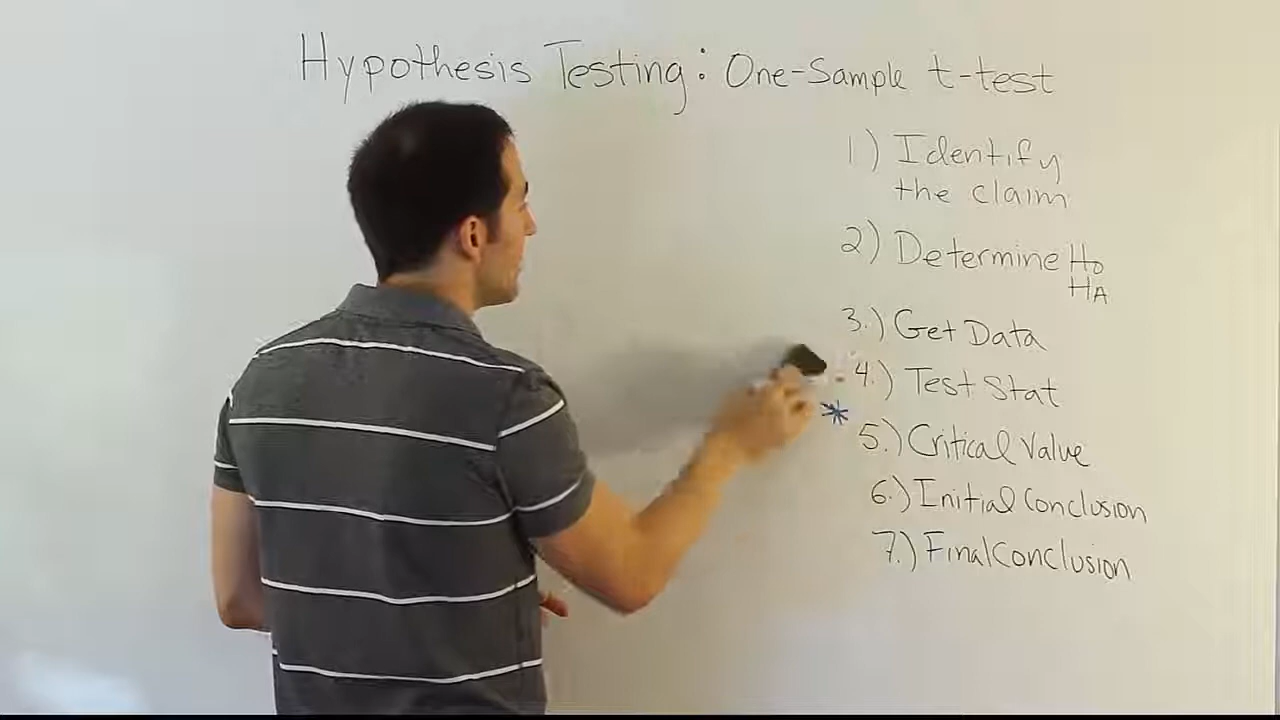 Hypothesis Testing: One-Sample t-test
1) Identify
the claim
2) Determine H0
HA
3.) Get Data
4.) Test Stat
*
5.) Critical Value
6.) Initial Conclusion
7.) Final Conclusion